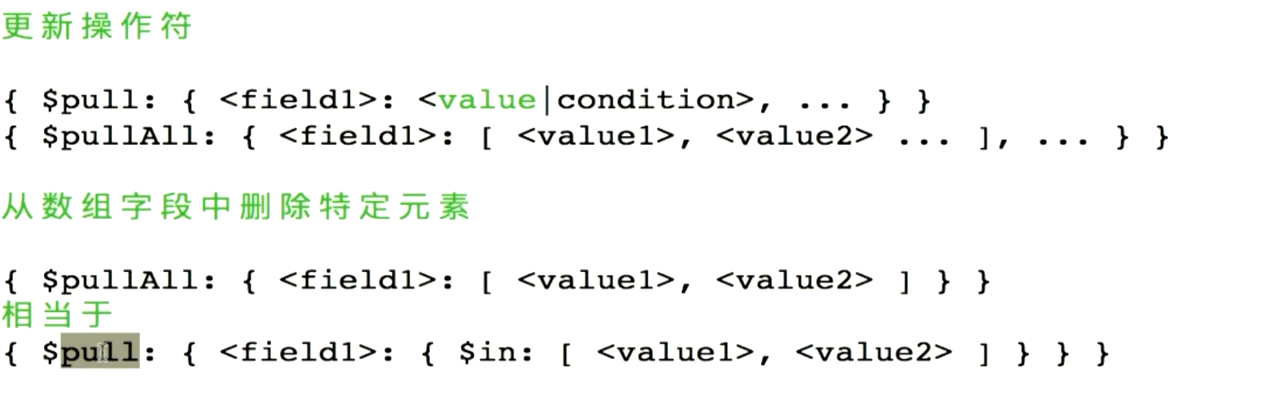 更新操作符
{ $pull: { <field1>: <value|condition>, ... } }
{ $pullAll: { <field1>: [ <value1>, <value2> ... ], ... } }
从数组字段中删除特定元素
{ $pullAll: { <field1>: [ <value1>, <value2> ] } }
相当于
{ $pull: { <field1>: { $in: [ <value1>, <value2> ] } } }